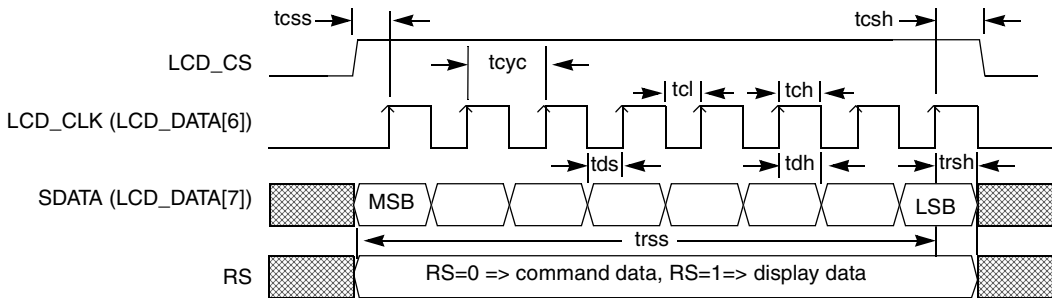 tcss
tcsh
LCD_CS
tcyc
tcl
tch
LCD_CLK (LCD_DATA[6])
tds
tdh
trsh
SDATA (LCD_DATA[7])
MSB
LSB
trss
RS
RS=0 => command data, RS=1=> display data